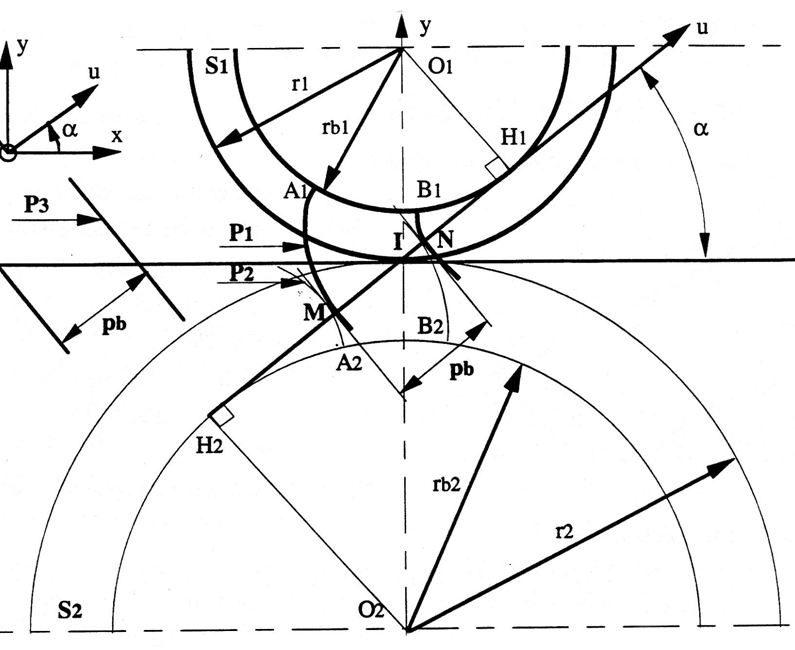 y
u
O1
S1
r1
rb1
H1
α
y
u
α
x
A1
B1
P3
P1
I
N
P2
M
B2
pb
A2
pb
H2
rb2
r2
S2
O2